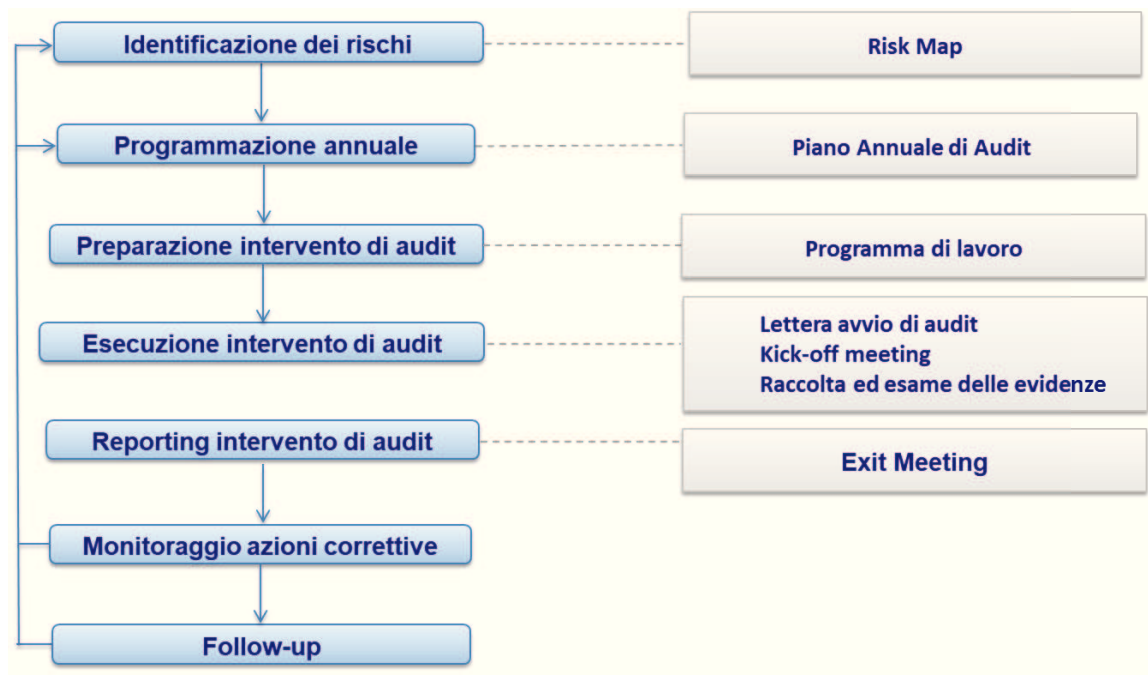 Identificazione dei rischi
Risk Map
Programmazione annuale
Piano Annuale di Audit
Preparazione intervento di audit
Programma di lavoro
Esecuzione intervento di audit
Lettera avvio di audit
Kick-off meeting
Raccolta ed esame delle evidenze
Reporting intervento di audit
Exit Meeting
Monitoraggio azioni correttive
Follow-up